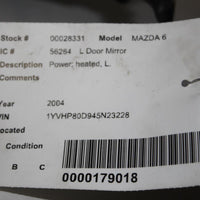 Stock # 00028331 Model MAZDA 6
IC # 56264 L Door Mirror
Description Power, heated, L.
Comments
Year 2004
VIN 1YVHP80D945N23228
Located
Condition
B C
0000179018